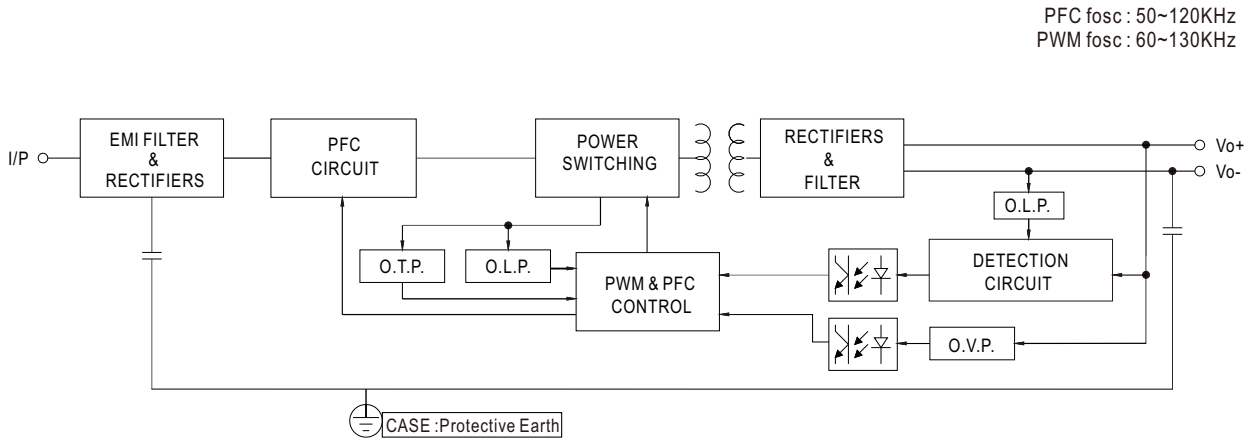 PFC fosc : 50~120KHz
PWM fosc : 60~130KHz
I/P
EMI FILTER
&
RECTIFIERS
PFC
CIRCUIT
POWER
SWITCHING
RECTIFIERS
&
FILTER
Vo+
Vo-
O.L.P.
O.T.P.
O.L.P.
PWM & PFC
CONTROL
DETECTION
CIRCUIT
O.V.P.
CASE :Protective Earth